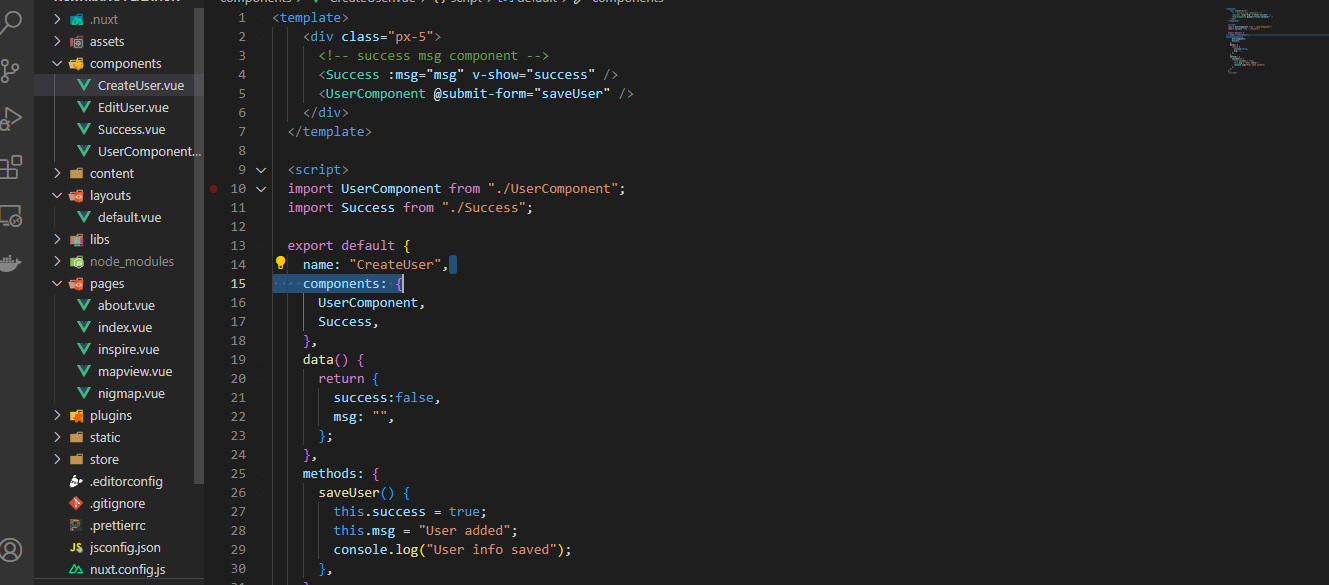 .nuxt
assets
components
CreateUser.vue
EditUser.vue
Success.vue
UserComponent...
content
layouts
default.vue
libs
node_modules
pages
about.vue
index.vue
inspire.vue
mapview.vue
nigmap.vue
plugins
static
store
.editorconfig
.gitignore
.prettierrc
JS jsconfig.json
nuxt.config.js
1 <template>
2 <div class="px-5">
3 <!-- success msg component -->
4 <Success :msg="msg" v-show="success" />
5 <UserComponent @submit-form="saveUser" />
6 </div>
7 </template>
8
9 <script>
10 import UserComponent from "./UserComponent";
11 import Success from "./Success";
12
13 export default {
14 name: "CreateUser",
15 components: {
16 UserComponent,
17 Success,
18 },
19 data() {
20 return {
21 success:false,
22 msg: "",
23 };
24 },
25 methods: {
26 saveUser() {
27 this.success = true;
28 this.msg = "User added";
29 console.log("User info saved");
30 },